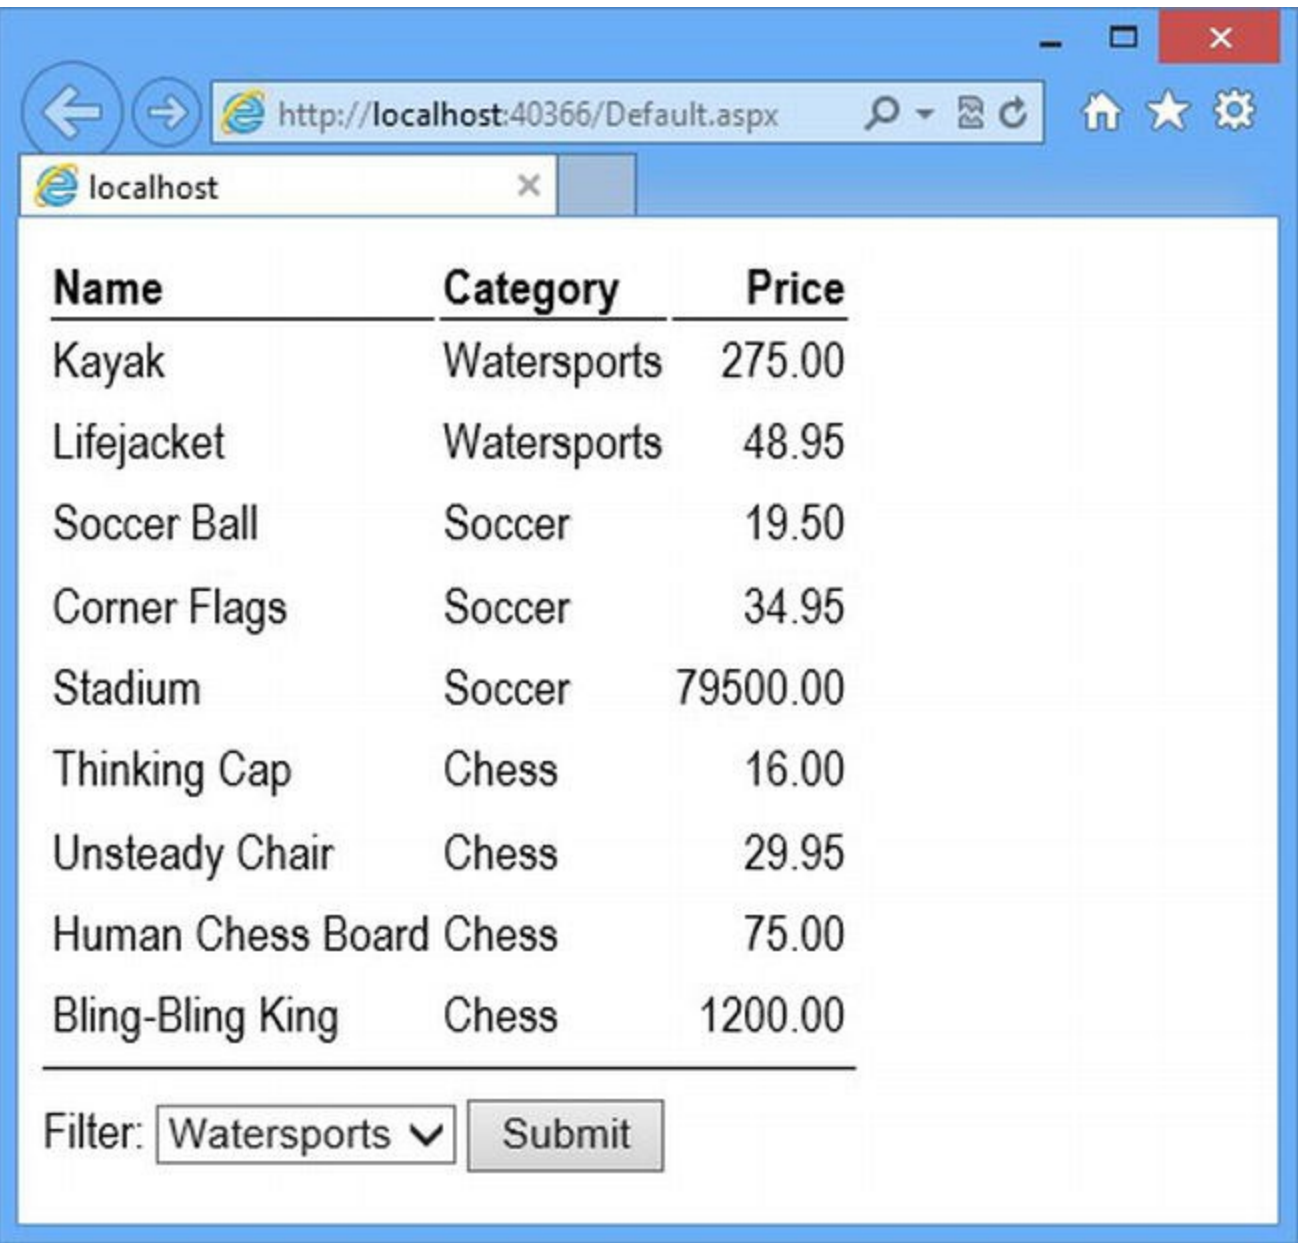 http://localhost:40366/Default.aspx
localhost
Name Category Price
Kayak Watersports 275.00
Lifejacket Watersports 48.95
Soccer Ball Soccer 19.50
Corner Flags Soccer 34.95
Stadium Soccer 79500.00
Thinking Cap Chess 16.00
Unsteady Chair Chess 29.95
Human Chess Board Chess 75.00
Bling-Bling King Chess 1200.00
Filter: Watersports Submit